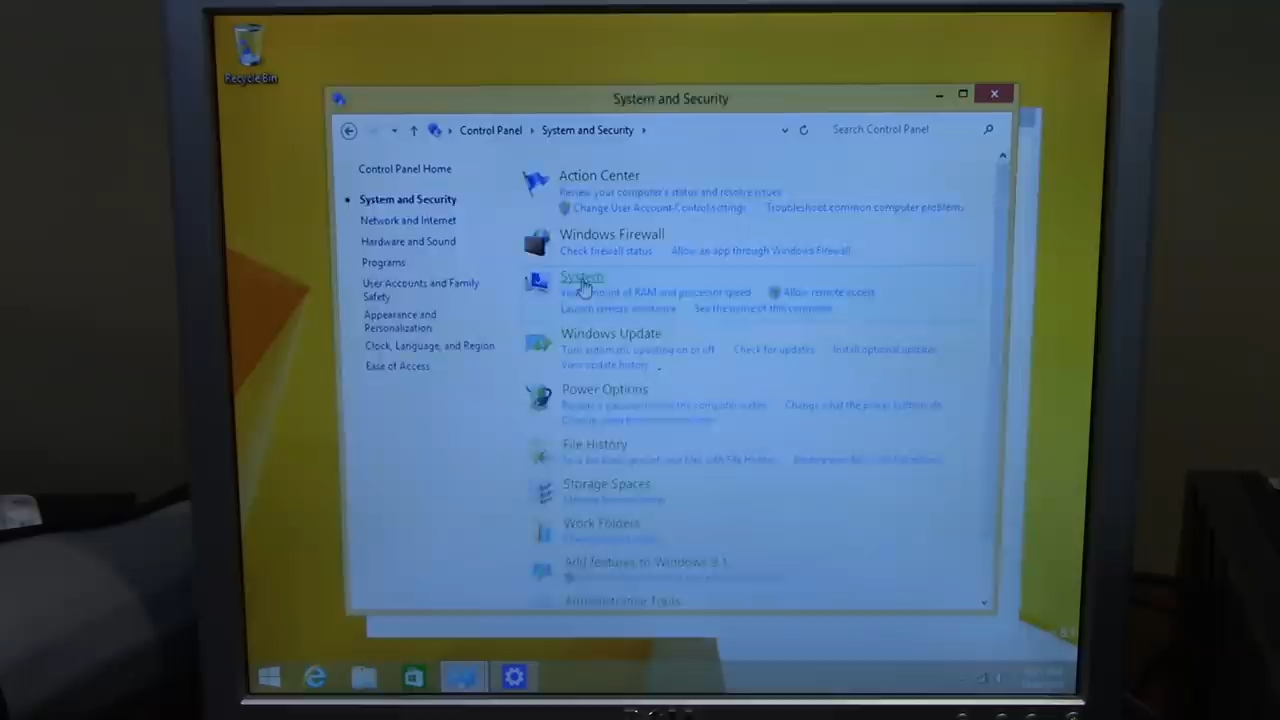 Recycle Bin
System and Security
Control Panel
System and Security
Search Control Panel
Control Panel Home
System and Security
Network and Internet
Hardware and Sound
Programs
User Accounts and Family
Safety
Appearance and
Personalization
Clock, Language, and Region
Ease of Access
Action Center
Review your computer's status and resolve issues
Change User Account Control settings
Troubleshoot common computer problems
Windows Firewall
Check firewall status
Allow an app through Windows Firewall
System
amount of RAM and processor speed
Allow remote access
Launch remote assistance
See the name of this computer
Windows Update
Turn automatic updating on or off
Check for updates
Install optional updates
View update history
Power Options
Change what the power buttons do
File History
Storage Spaces
Work Folders
Add features to Windows 8.1
Administrative Tools